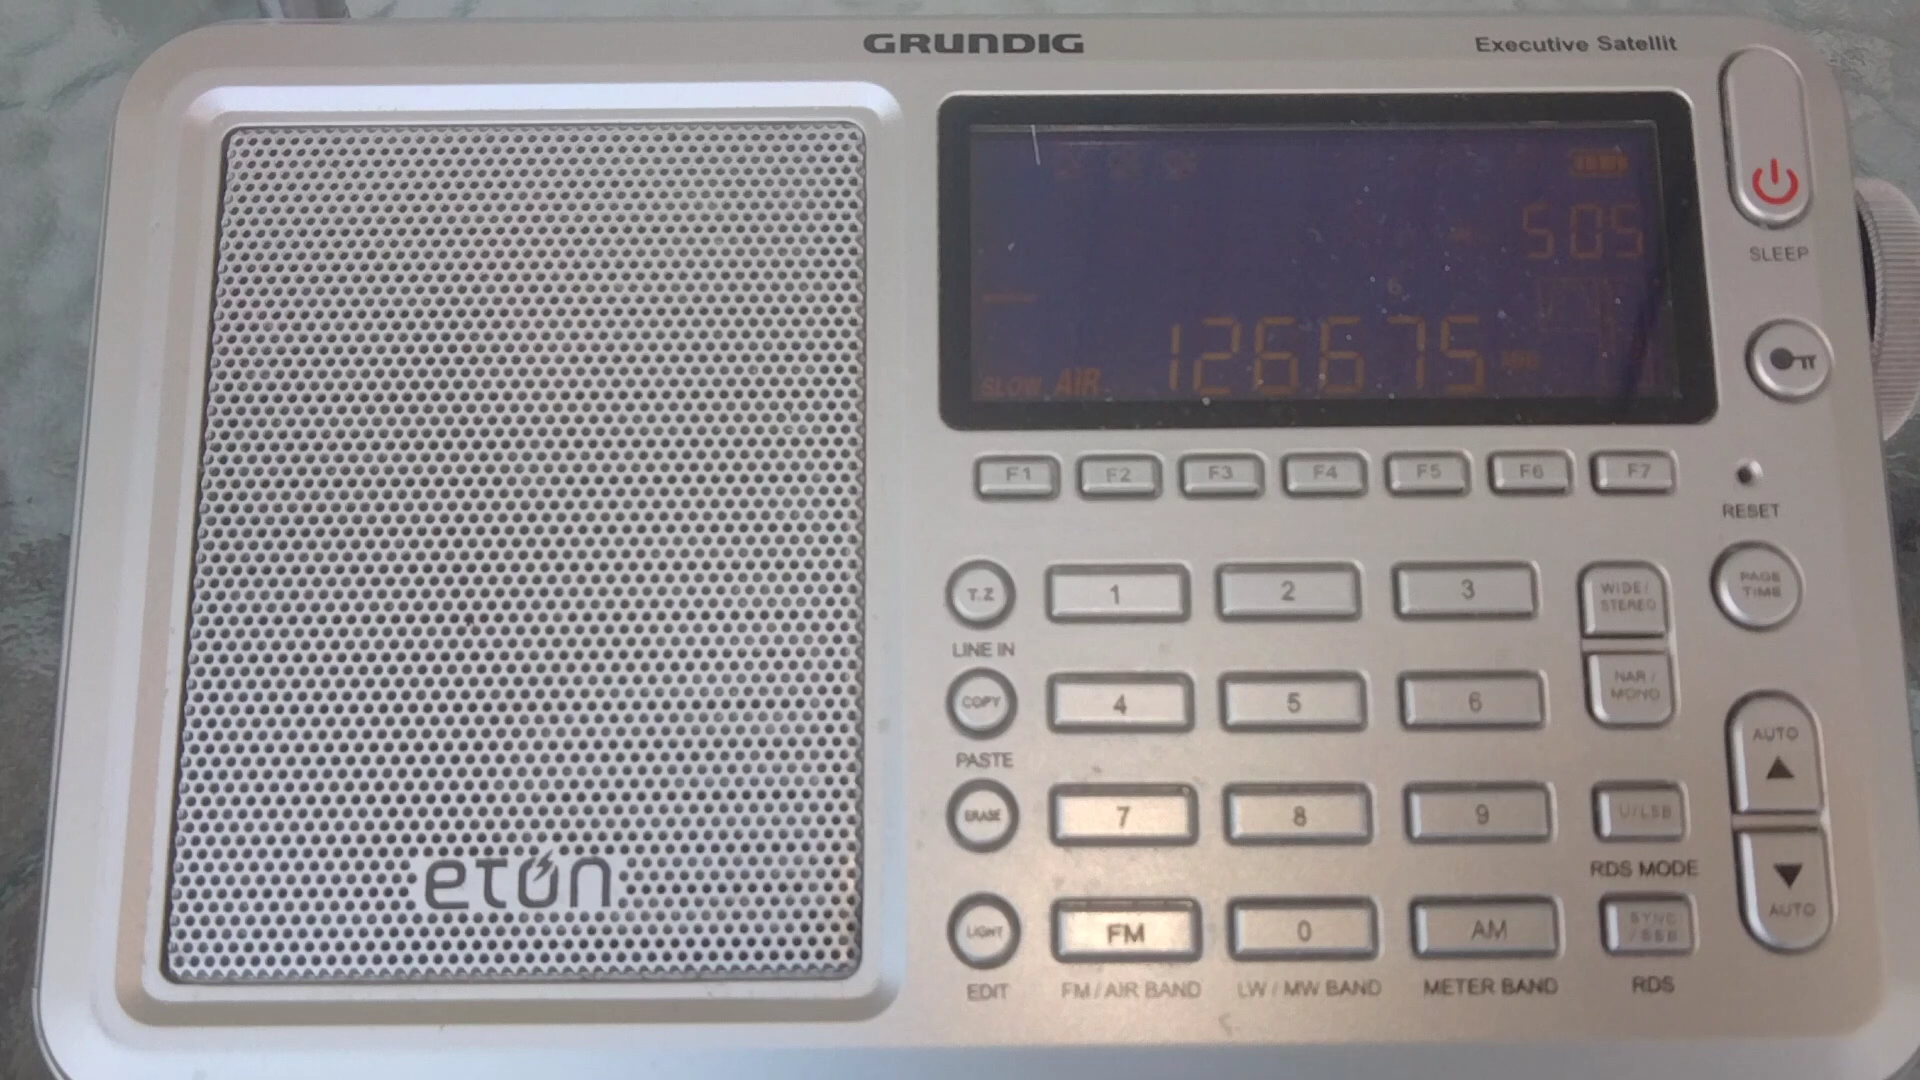 GRUNDIG
Executive Satellit
505
SLOW AIR 126675 MHz
SLEEP
F1 F2 F3 F4 F5 F6 F7
RESET
T.Z 1 2 3 WIDE / STEREO PAGE TIME
LINE IN
COPY 4 5 6 NAR / MONO
PASTE
AUTO
ERASE 7 8 9 U/LSB
RDS MODE
AUTO
etón
LIGHT FM 0 AM SYNC / SSB
EDIT FM / AIR BAND LW / MW BAND METER BAND RDS